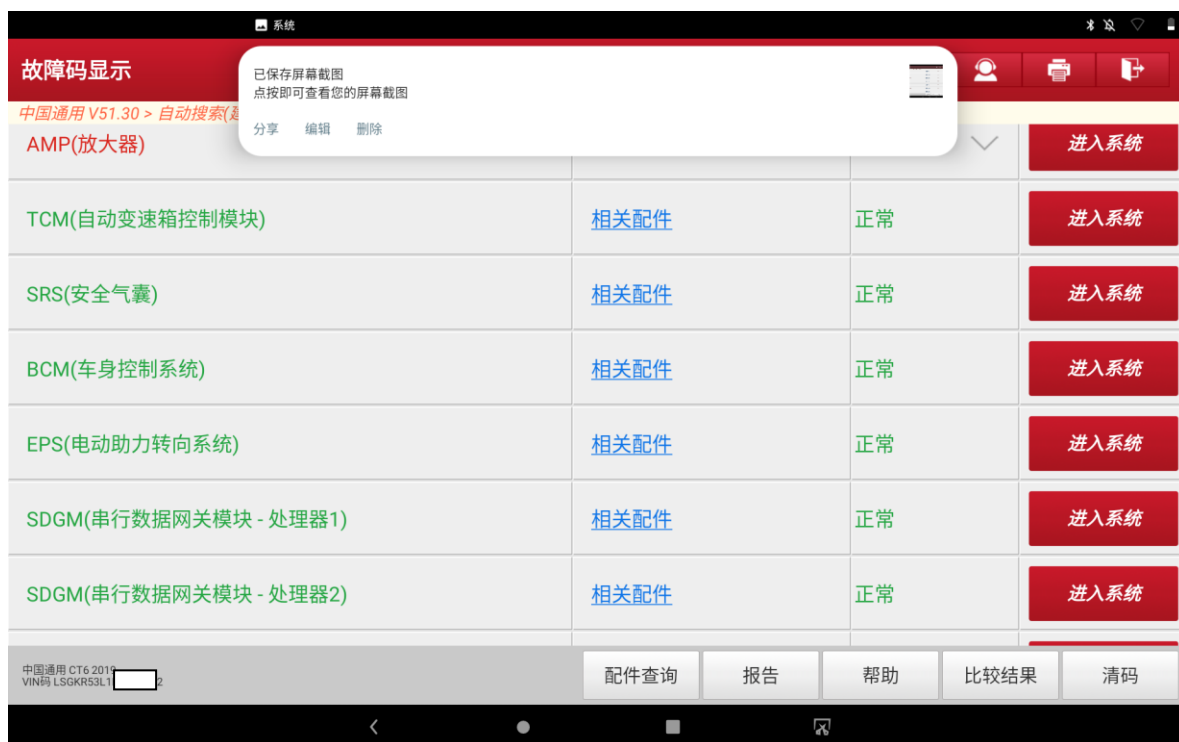 系统
故障码显示
已保存屏幕截图
点按即可查看您的屏幕截图
分享 编辑 删除
中国通用 V51.30 > 自动搜索(
AMP(放大器) 进入系统
TCM(自动变速箱控制模块) 相关配件 正常 进入系统
SRS(安全气囊) 相关配件 正常 进入系统
BCM(车身控制系统) 相关配件 正常 进入系统
EPS(电动助力转向系统) 相关配件 正常 进入系统
SDGM(串行数据网关模块 - 处理器1) 相关配件 正常 进入系统
SDGM(串行数据网关模块 - 处理器2) 相关配件 正常 进入系统
中国通用 CT6 2019
VIN码 LSGKR53L1 2
配件查询 报告 帮助 比较结果 清码